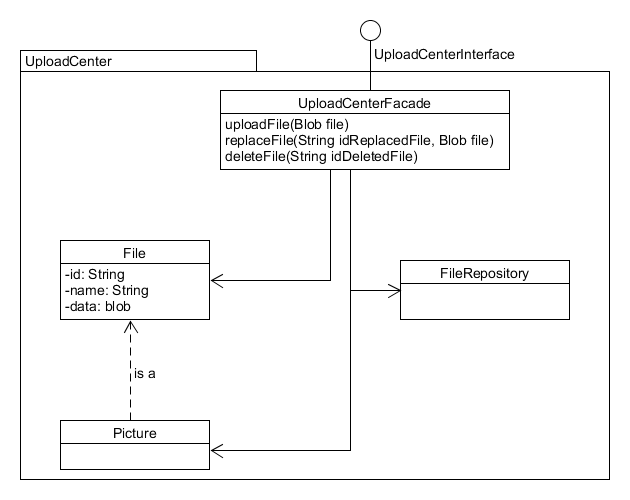 UploadCenterInterface
UploadCenter
UploadCenterFacade
uploadFile(Blob file)
replaceFile(String idReplacedFile, Blob file)
deleteFile(String idDeletedFile)
File
-id: String
-name: String
-data: blob
FileRepository
is a
Picture